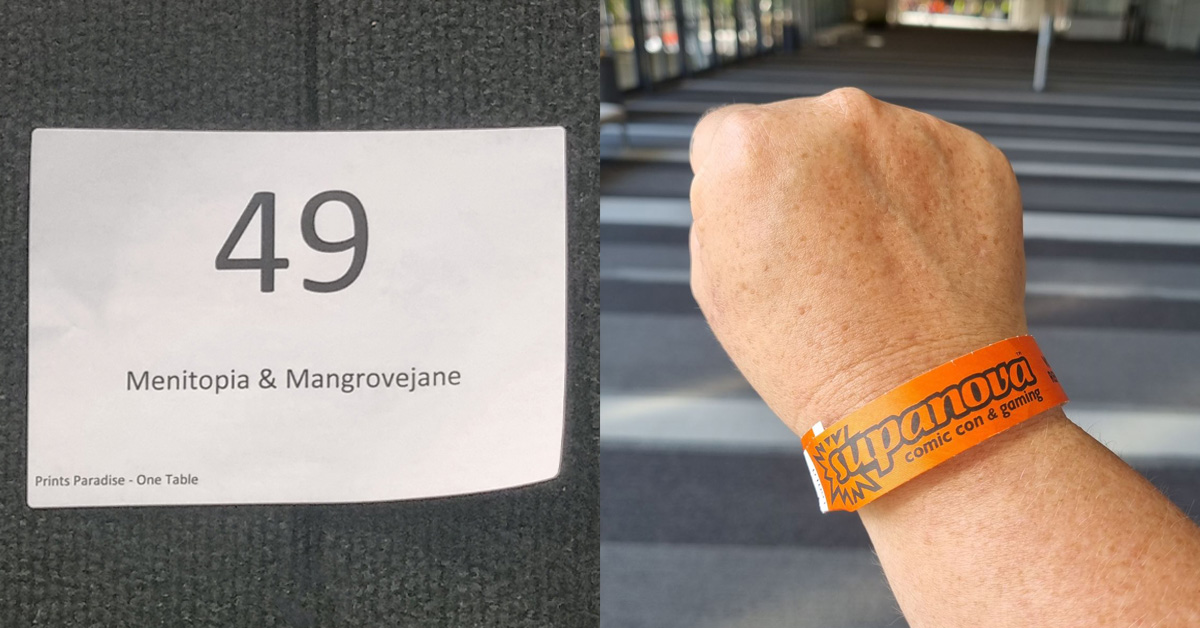 49
Menitopia & Mangrovejane
Prints Paradise - One Table
supanova
comic con & gaming